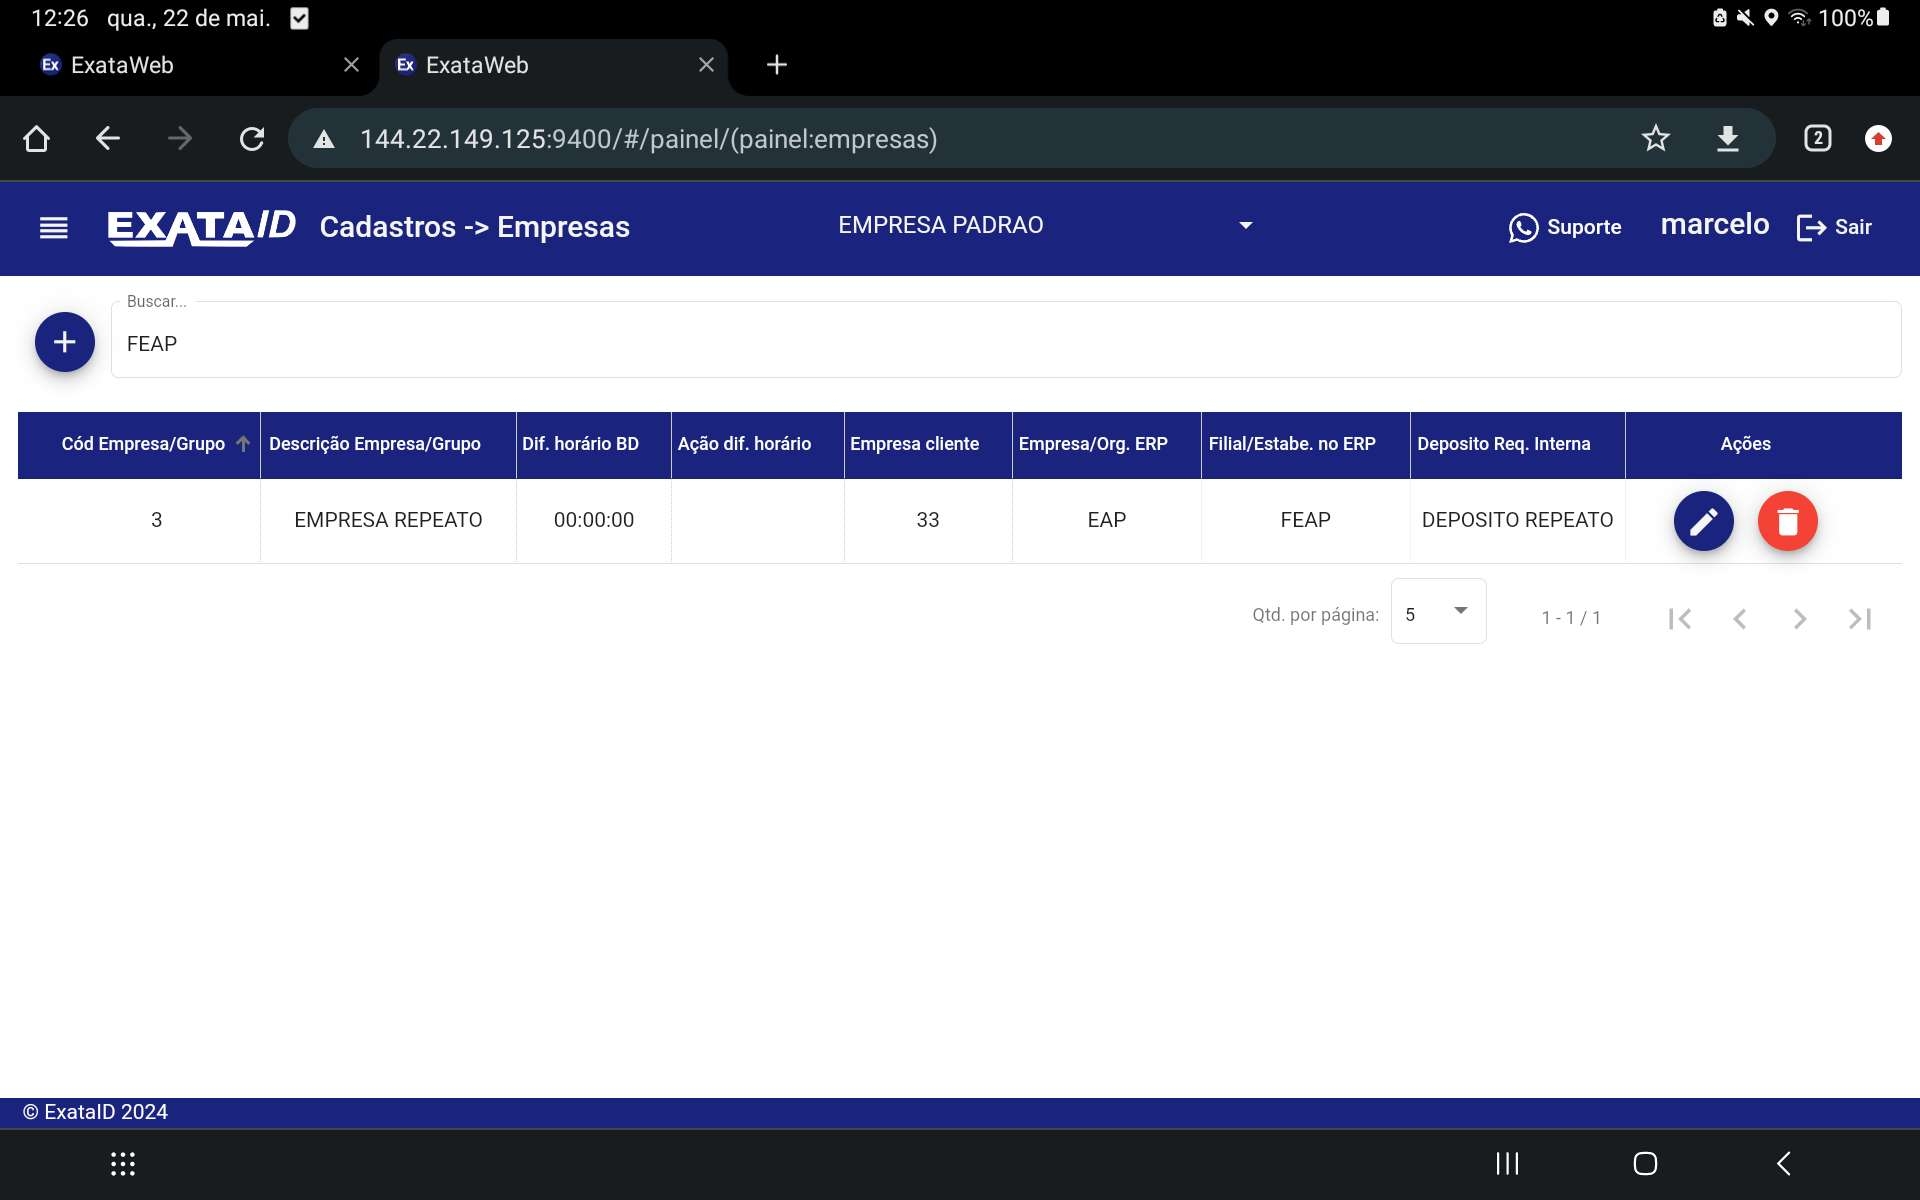 12:26 qua., 22 de mai. 100%
Ex ExataWeb Ex ExataWeb
144.22.149.125:9400/#/painel/(painel:empresas) 2
EXATAID Cadastros -> Empresas EMPRESA PADRAO Suporte marcelo Sair
Buscar...
FEAP
Cód Empresa/Grupo Descrição Empresa/Grupo Dif. horário BD Ação dif. horário Empresa cliente Empresa/Org. ERP Filial/Estabe. no ERP Deposito Req. Interna Ações
3 EMPRESA REPEATO 00:00:00 33 EAP FEAP DEPOSITO REPEATO
Qtd. por página: 5 1 - 1 / 1
© ExataID 2024